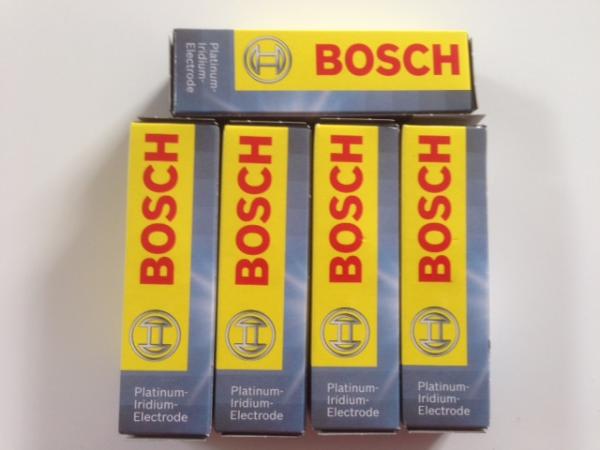 Platinum-
Iridium-
Electrode
BOSCH
BOSCH
Platinum-
Iridium-
Electrode
BOSCH
Platinum-
Iridium-
Electrode
BOSCH
Platinum-
Iridium-
Electrode
BOSCH
Platinum-
Iridium-
Electrode